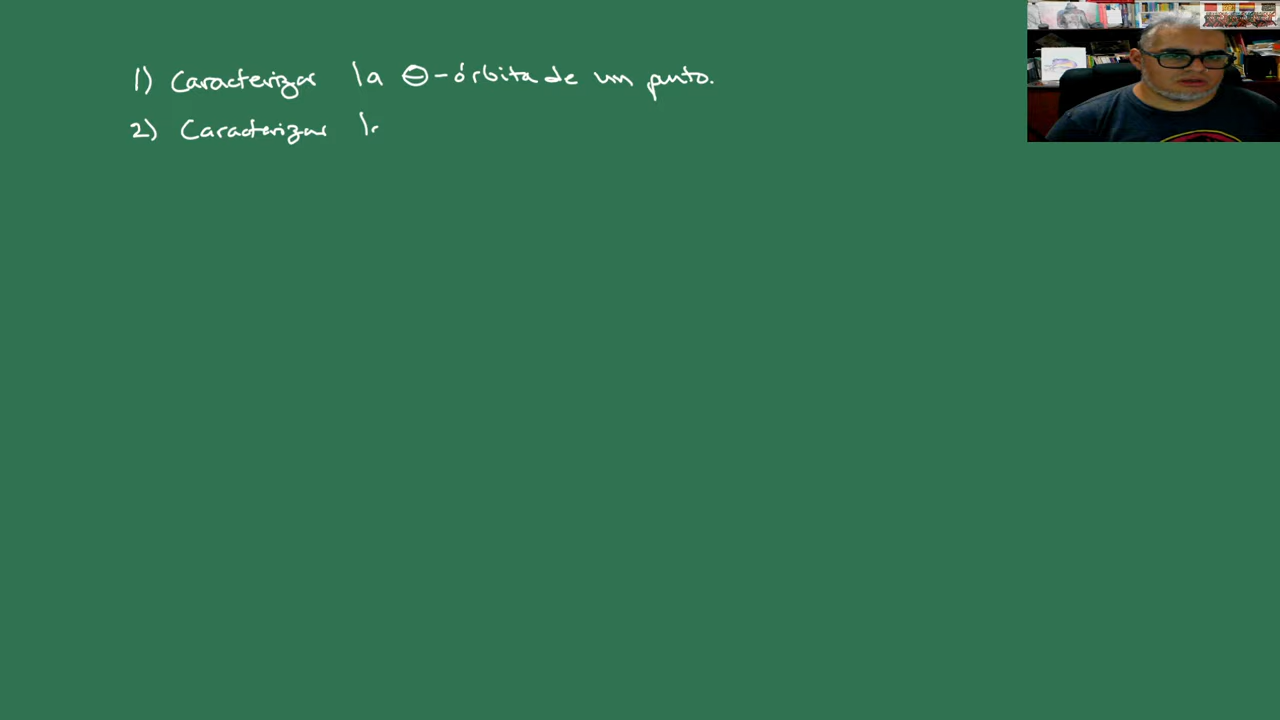 1) Caracterizar la Θ-órbita de un punto.
2) Caracterizar l